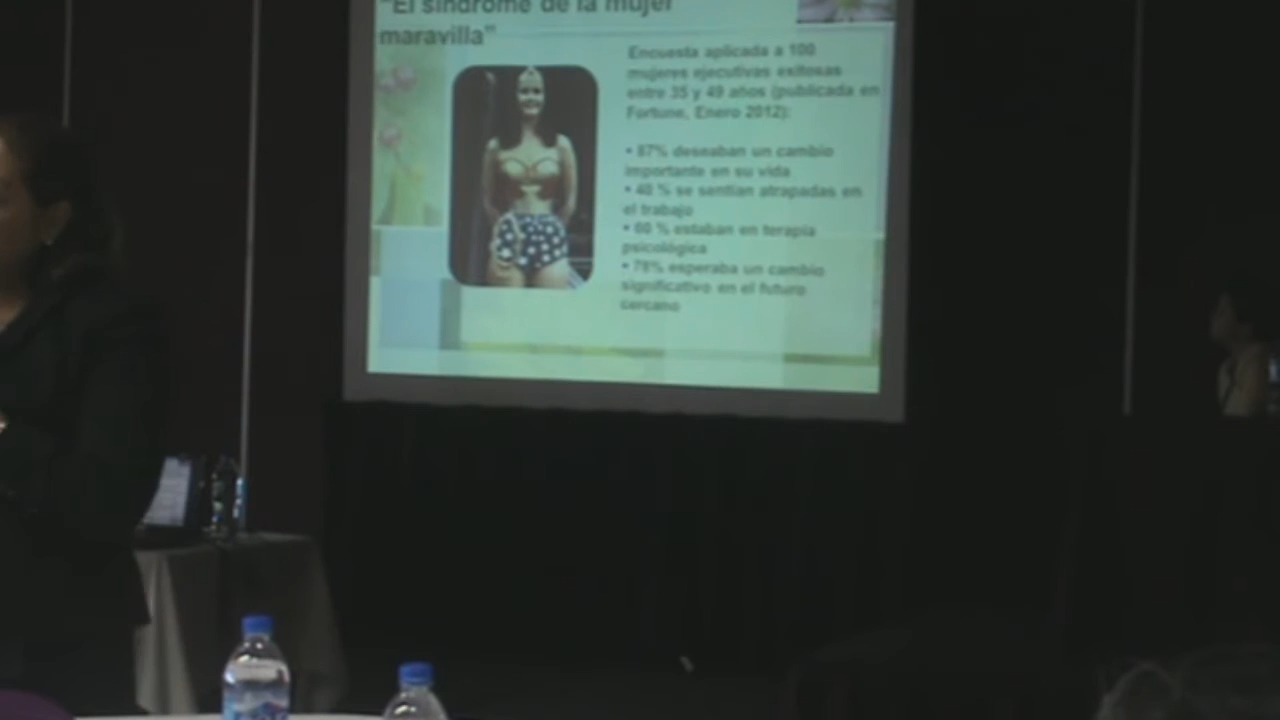 "El síndrome de la mujer
maravilla"
Encuesta aplicada a 100
mujeres ejecutivas exitosas
entre 35 y 49 años (publicada en
Fortune, Enero 2012):
• 87% deseaban un cambio
importante en su vida
• 40 % se sentían atrapadas en
el trabajo
• 60 % estaban en terapia
psicológica
• 78% esperaba un cambio
significativo en el futuro
cercano